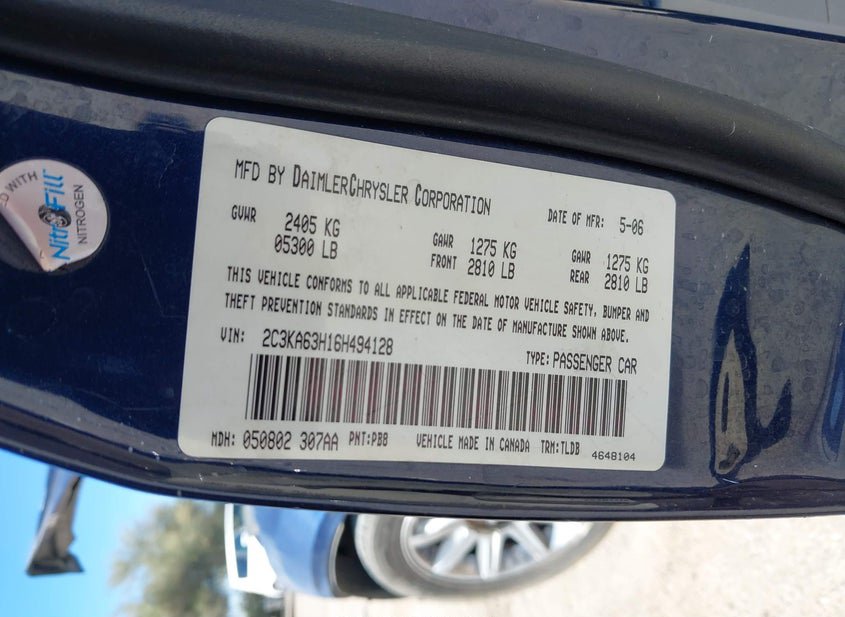 D WITH
NitroFill
NITROGEN
MFD BY DAIMLERCHRYSLER CORPORATION
DATE OF MFR: 5-06
GVWR 2405 KG
05300 LB
GAWR FRONT 1275 KG
2810 LB
GAWR REAR 1275 KG
2810 LB
THIS VEHICLE CONFORMS TO ALL APPLICABLE FEDERAL MOTOR VEHICLE SAFETY, BUMPER AND
THEFT PREVENTION STANDARDS IN EFFECT ON THE DATE OF MANUFACTURE SHOWN ABOVE.
VIN: 2C3KA63H16H494128
TYPE: PASSENGER CAR
MDH: 050802 307AA PNT:PB8 VEHICLE MADE IN CANADA TRM:TLDB
4648104